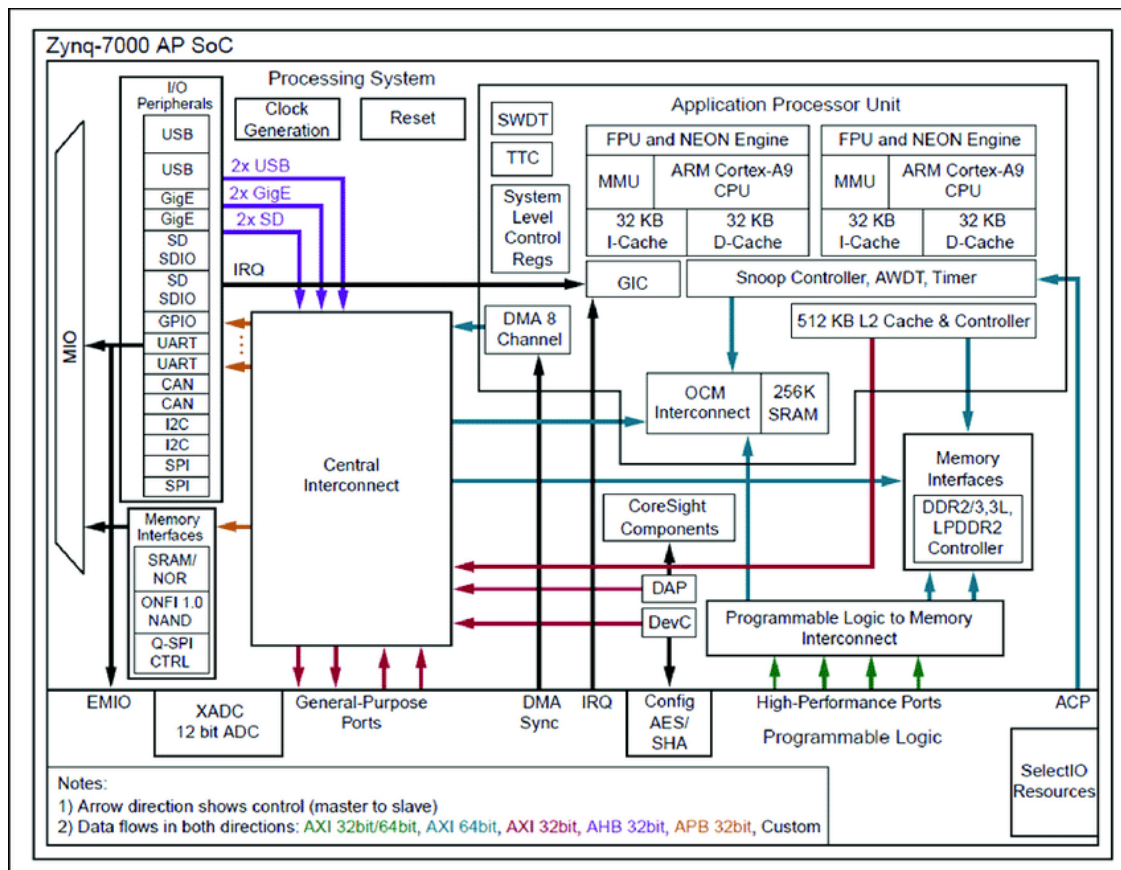 Zynq-7000 AP SoC
I/O
Peripherals
USB
USB
GigE
GigE
SD
SDIO
SD
SDIO
GPIO
UART
UART
CAN
CAN
I2C
I2C
SPI
SPI
MIO
Processing System
Clock
Generation
Reset
2x USB
2x GigE
2x SD
IRQ
SWDT
TTC
System
Level
Control
Regs
Application Processor Unit
FPU and NEON Engine
MMU
ARM Cortex-A9
CPU
32 KB
I-Cache
32 KB
D-Cache
FPU and NEON Engine
MMU
ARM Cortex-A9
CPU
32 KB
I-Cache
32 KB
D-Cache
GIC
Snoop Controller, AWDT, Timer
DMA 8
Channel
512 KB L2 Cache & Controller
OCM
Interconnect
256K
SRAM
Central
Interconnect
Memory
Interfaces
DDR2/3,3L,
LPDDR2
Controller
CoreSight
Components
DAP
DevC
Programmable Logic to Memory
Interconnect
Memory
Interfaces
SRAM/
NOR
ONFI 1.0
NAND
Q-SPI
CTRL
EMIO
XADC
12 bit ADC
General-Purpose
Ports
DMA
Sync
IRQ
Config
AES/
SHA
High-Performance Ports
ACP
Programmable Logic
SelectIO
Resources
Notes:
1) Arrow direction shows control (master to slave)
2) Data flows in both directions: AXI 32bit/64bit, AXI 64bit, AXI 32bit, AHB 32bit, APB 32bit, Custom